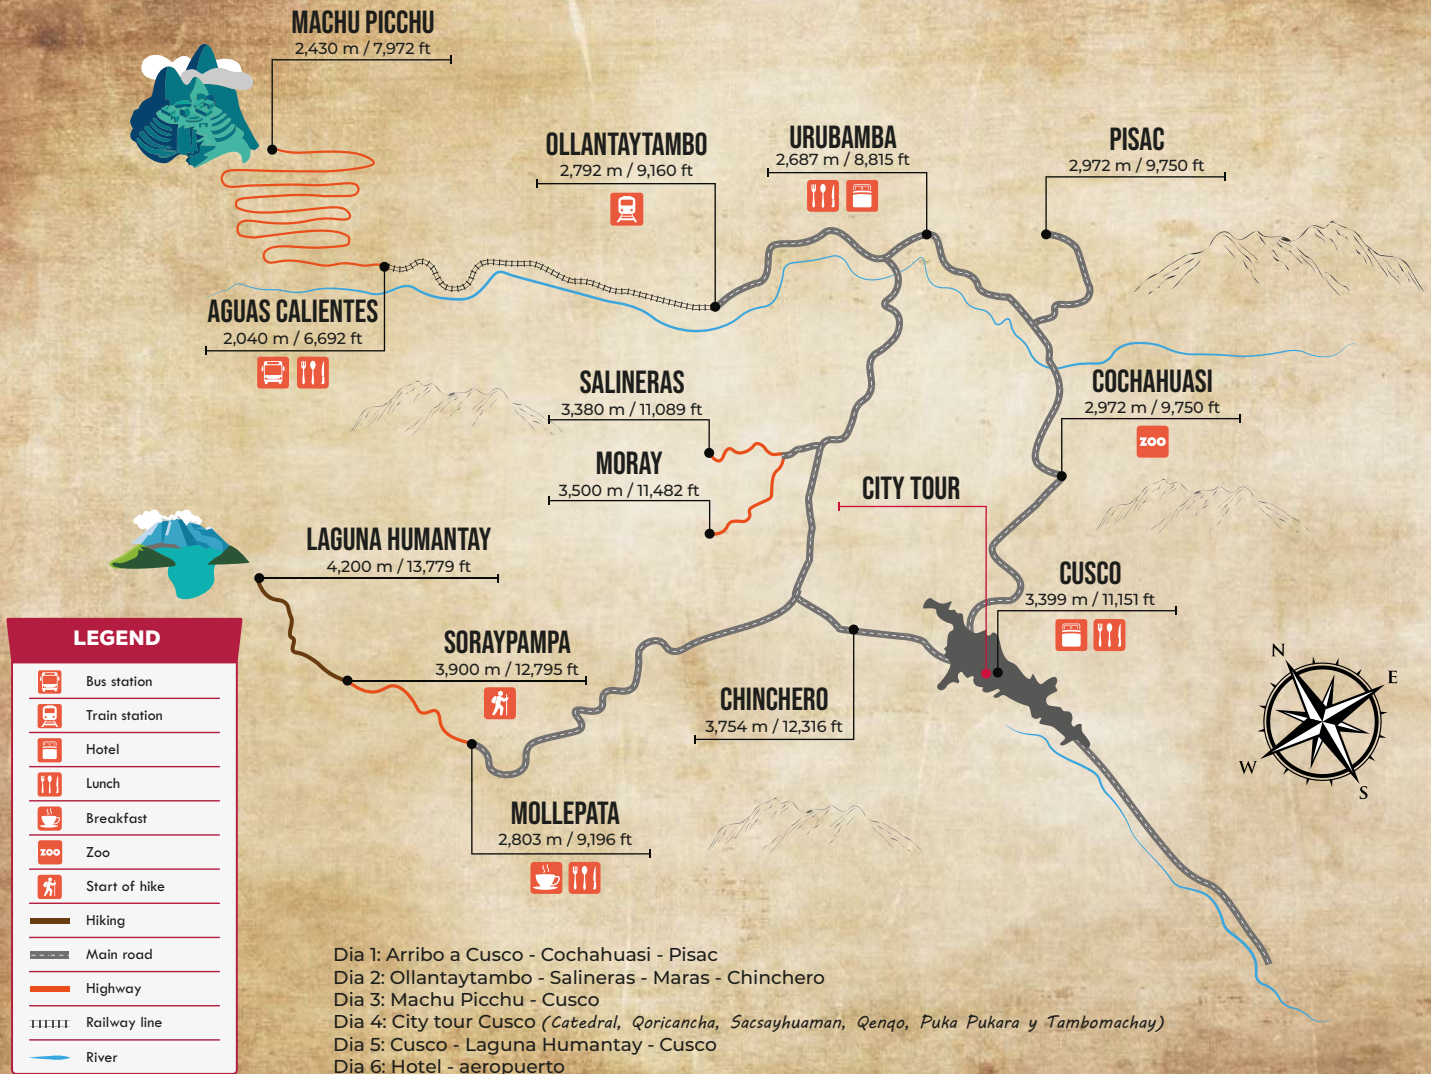 MACHU PICCHU
2,430 m / 7,972 ft
OLLANTAYTAMBO
2,792 m / 9,160 ft
URUBAMBA
2,687 m / 8,815 ft
PISAC
2,972 m / 9,750 ft
AGUAS CALIENTES
2,040 m / 6,692 ft
SALINERAS
3,380 m / 11,089 ft
COCHAHUASI
2,972 m / 9,750 ft
ZOO
MORAY
3,500 m / 11,482 ft
CITY TOUR
LAGUNA HUMANTAY
4,200 m / 13,779 ft
CUSCO
3,399 m / 11,151 ft
SORAYPAMPA
3,900 m / 12,795 ft
CHINCHERO
3,754 m / 12,316 ft
MOLLEPATA
2,803 m / 9,196 ft
N
E
W
S
LEGEND
Bus station
Train station
Hotel
Lunch
Breakfast
ZOO Zoo
Start of hike
Hiking
Main road
Highway
Railway line
River
Dia 1: Arribo a Cusco - Cochahuasi - Pisac
Dia 2: Ollantaytambo - Salineras - Maras - Chinchero
Dia 3: Machu Picchu - Cusco
Dia 4: City tour Cusco (Catedral, Qoricancha, Sacsayhuaman, Qenqo, Puka Pukara y Tambomachay)
Dia 5: Cusco - Laguna Humantay - Cusco
Dia 6: Hotel - aeropuerto